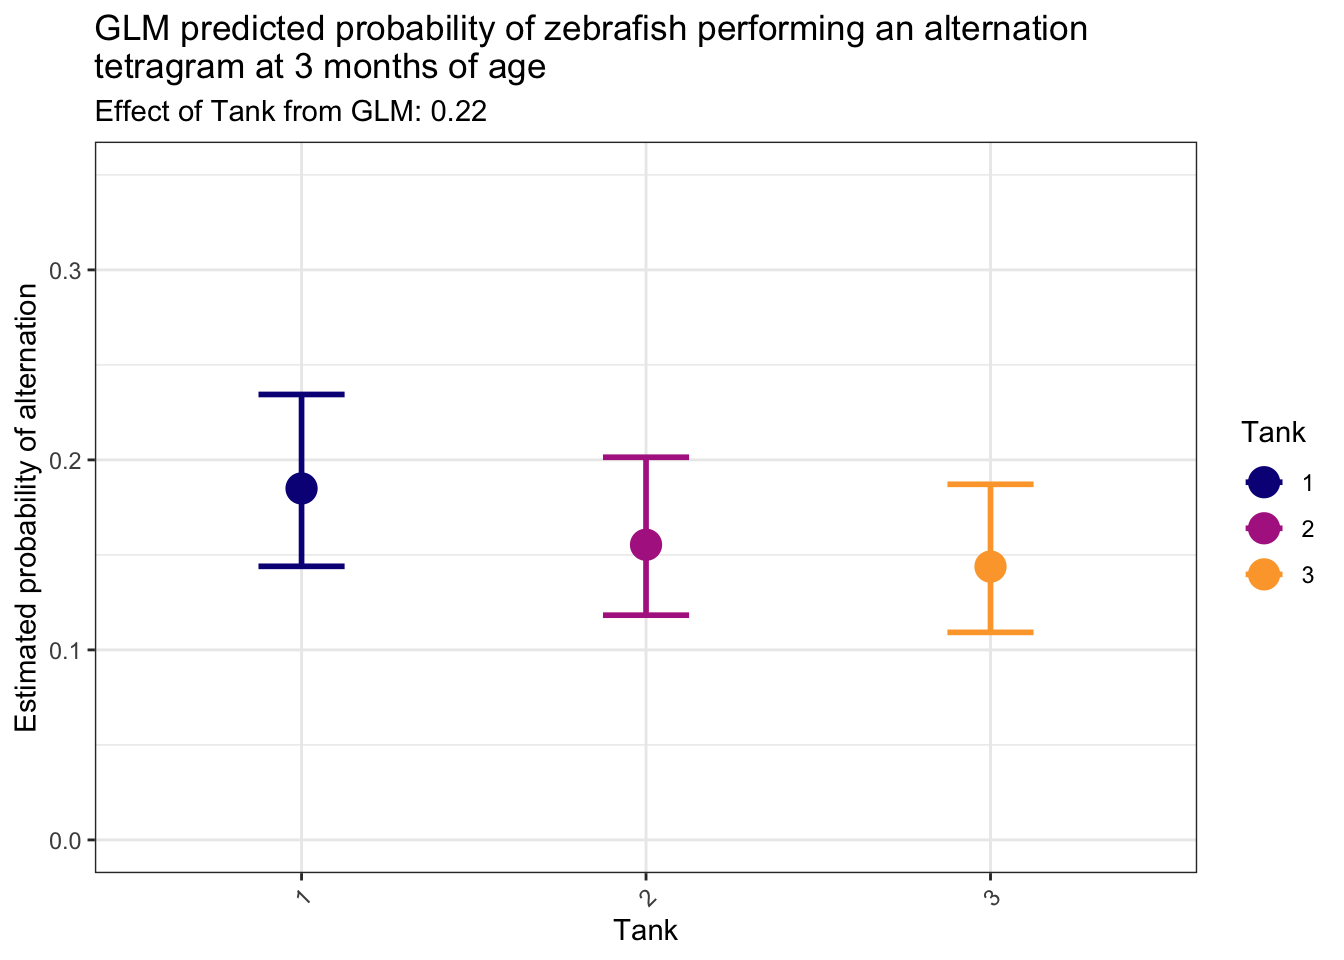 GLM predicted probability of zebrafish performing an alternation
tetragram at 3 months of age
Effect of Tank from GLM: 0.22
Estimated probability of alternation
0.3
0.2
0.1
0.0
1
2
3
Tank
Tank
1
2
3